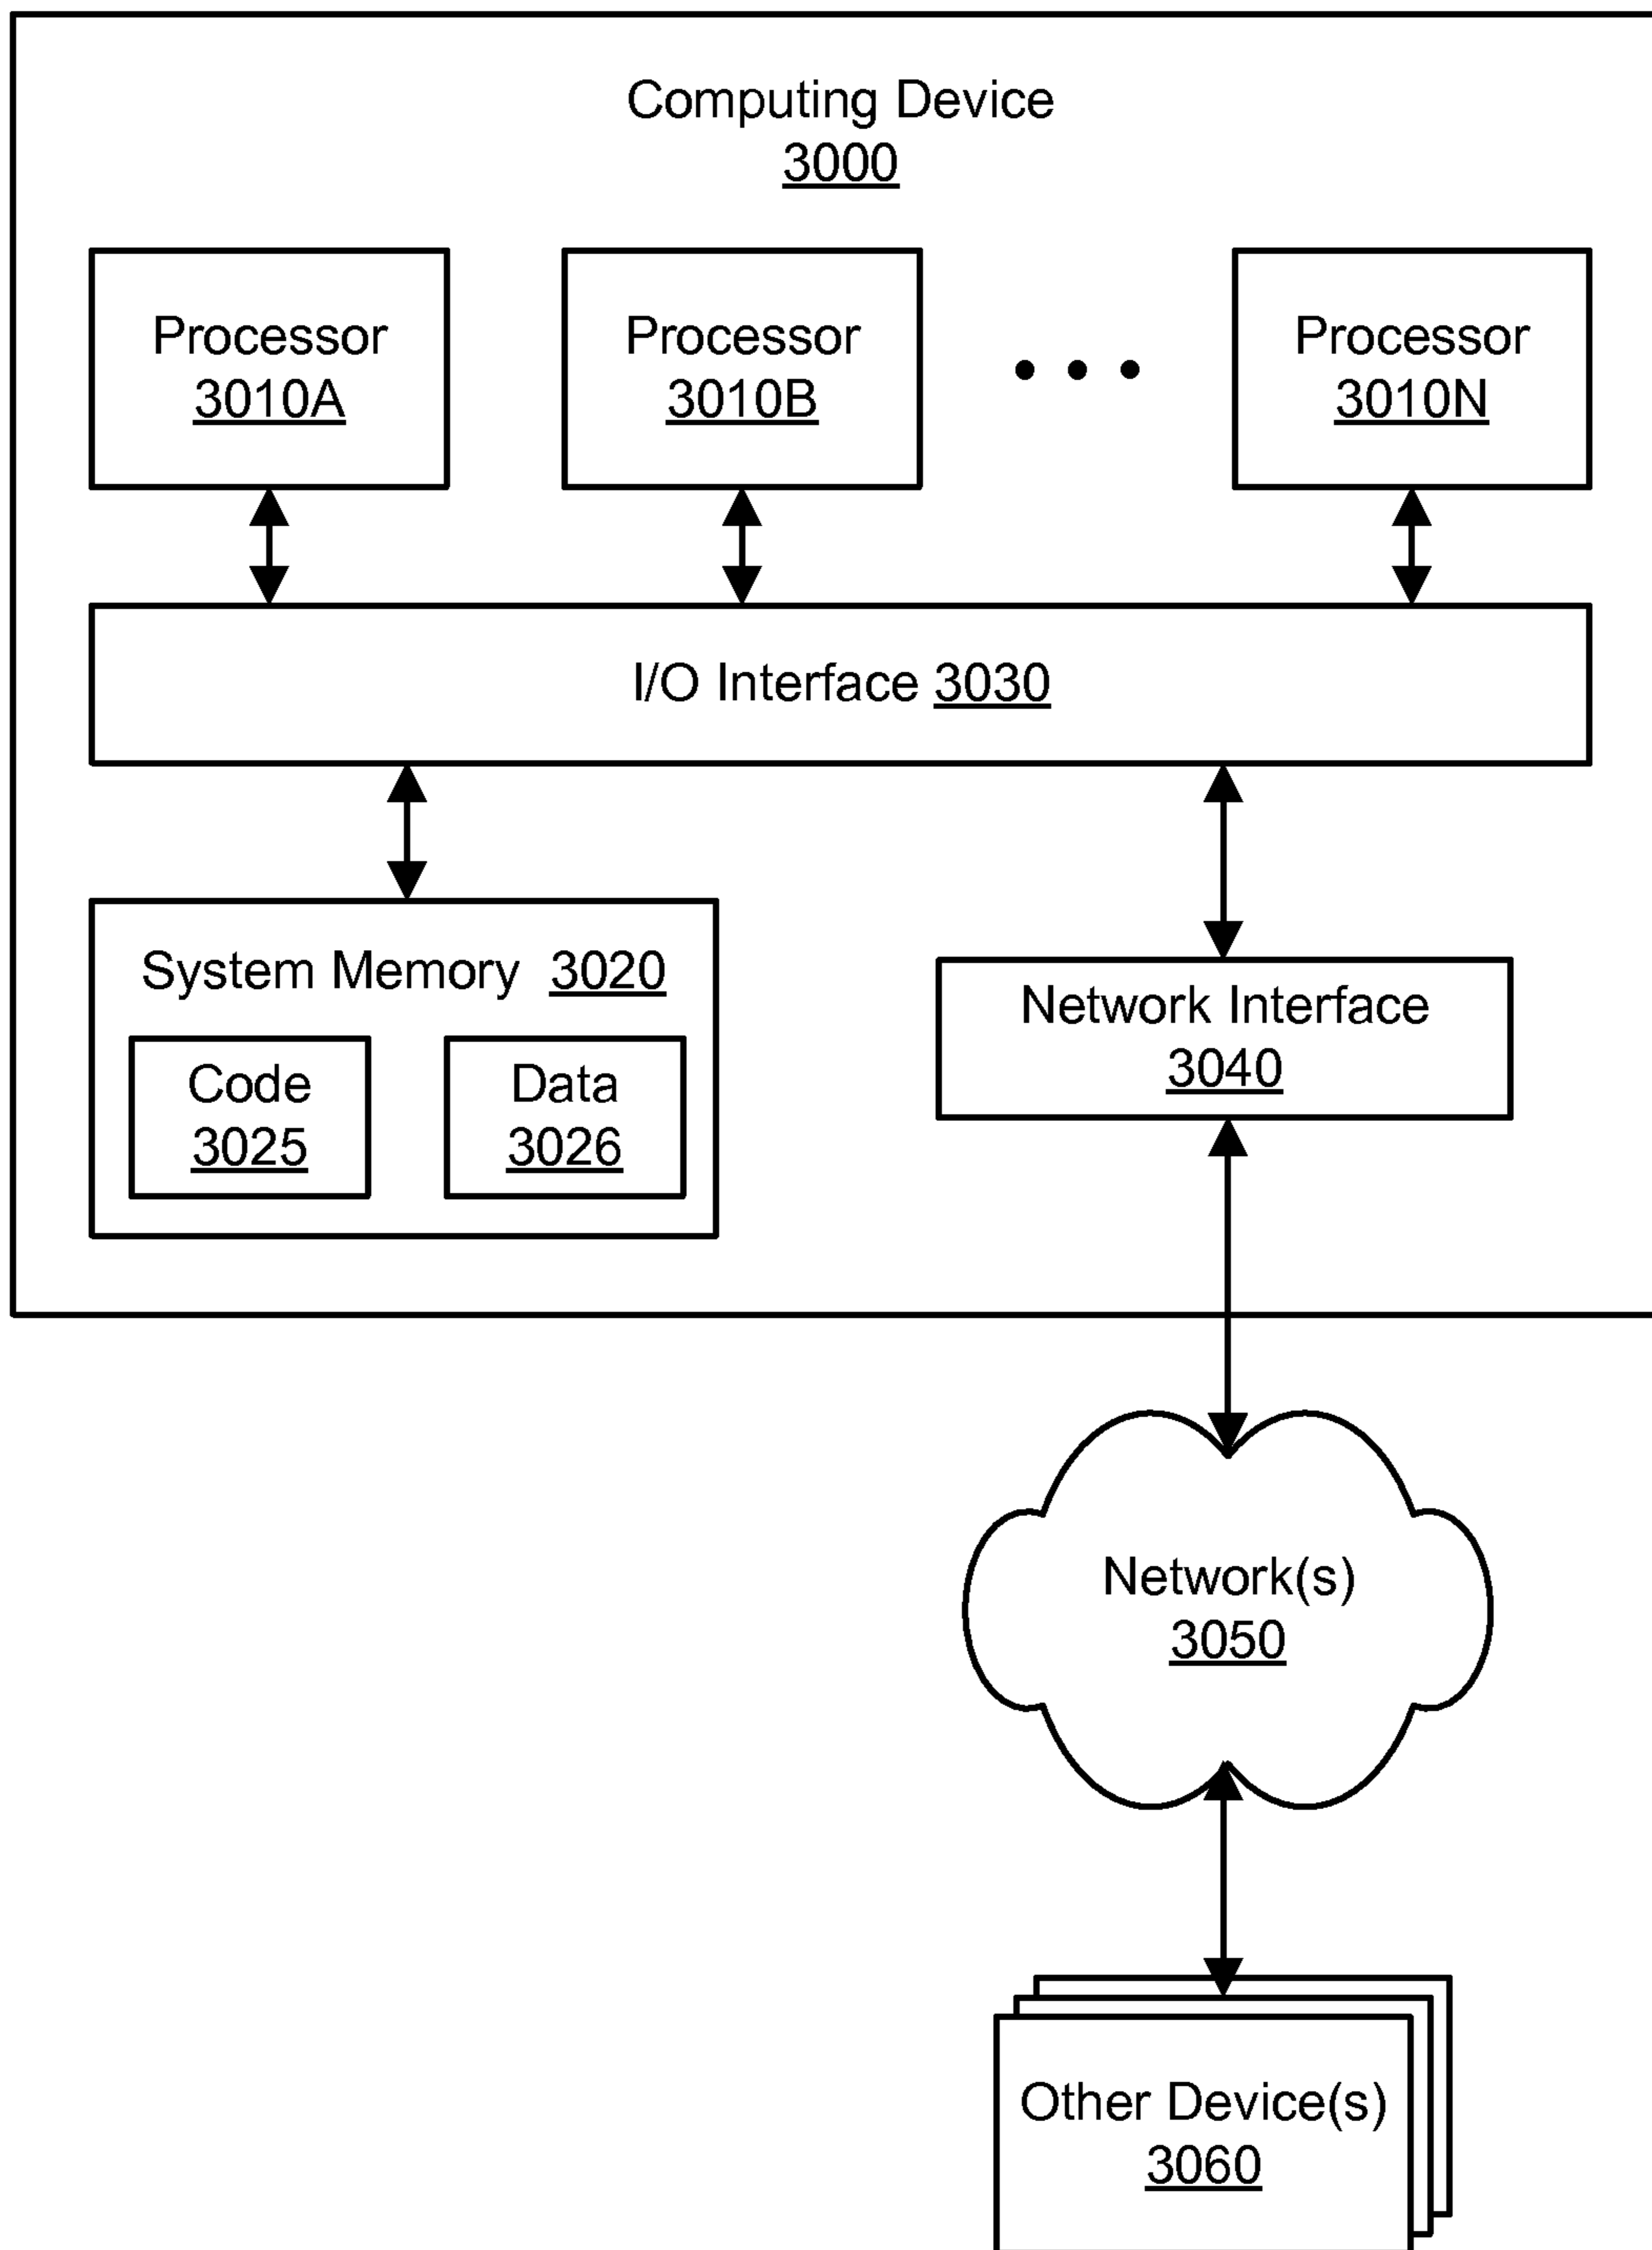 Computing Device
3000
Processor
3010A
Processor
3010B
Processor
3010N
I/O Interface 3030
System Memory 3020
Code
3025
Data
3026
Network Interface
3040
Network(s)
3050
Other Device(s)
3060